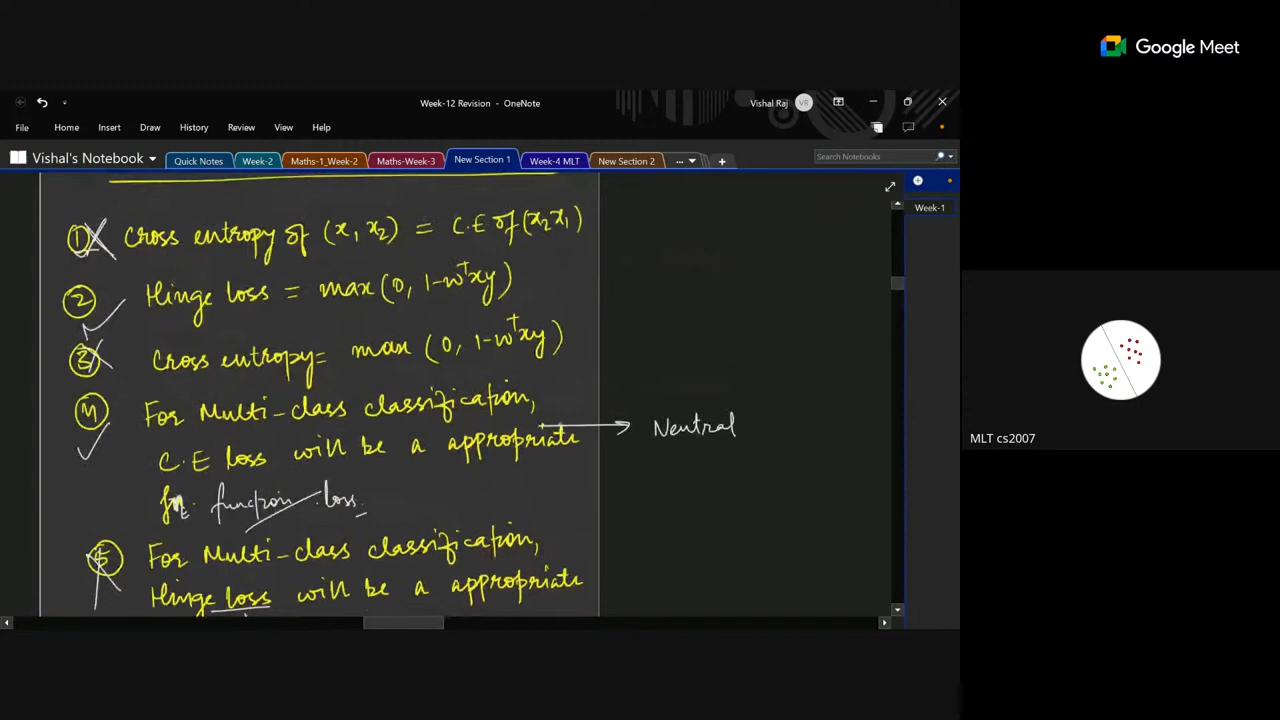 Google Meet
Week-12 Revision - OneNote
Vishal Raj
VR
File Home Insert Draw History Review View Help
Vishal's Notebook
Quick Notes Week-2 Maths-1_Week-2 Maths-Week-3 New Section 1 Week-4 MLT New Section 2 ...
Search Notebooks
Week-1
① Cross entropy of (x, x₂) = C.E of (x₂x₁)
② Hinge loss = max(0, 1-wᵀxy)
③ Cross entropy= max (0, 1-wᵀxy)
④ For Multi-class classification,
C.E loss will be a appropriate → Neutral
fn. function loss
⑤ For Multi-class classification,
Hinge loss will be a appropriate
MLT cs2007